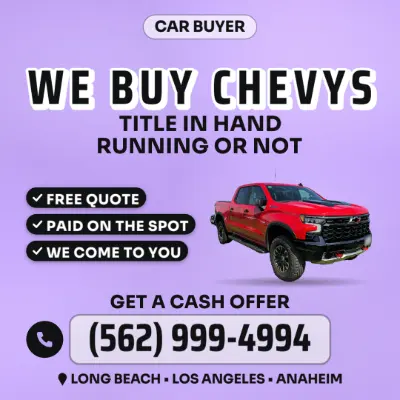 CAR BUYER
WE BUY CHEVYS
TITLE IN HAND
RUNNING OR NOT
FREE QUOTE
PAID ON THE SPOT
WE COME TO YOU
GET A CASH OFFER
(562) 999-4994
LONG BEACH • LOS ANGELES • ANAHEIM